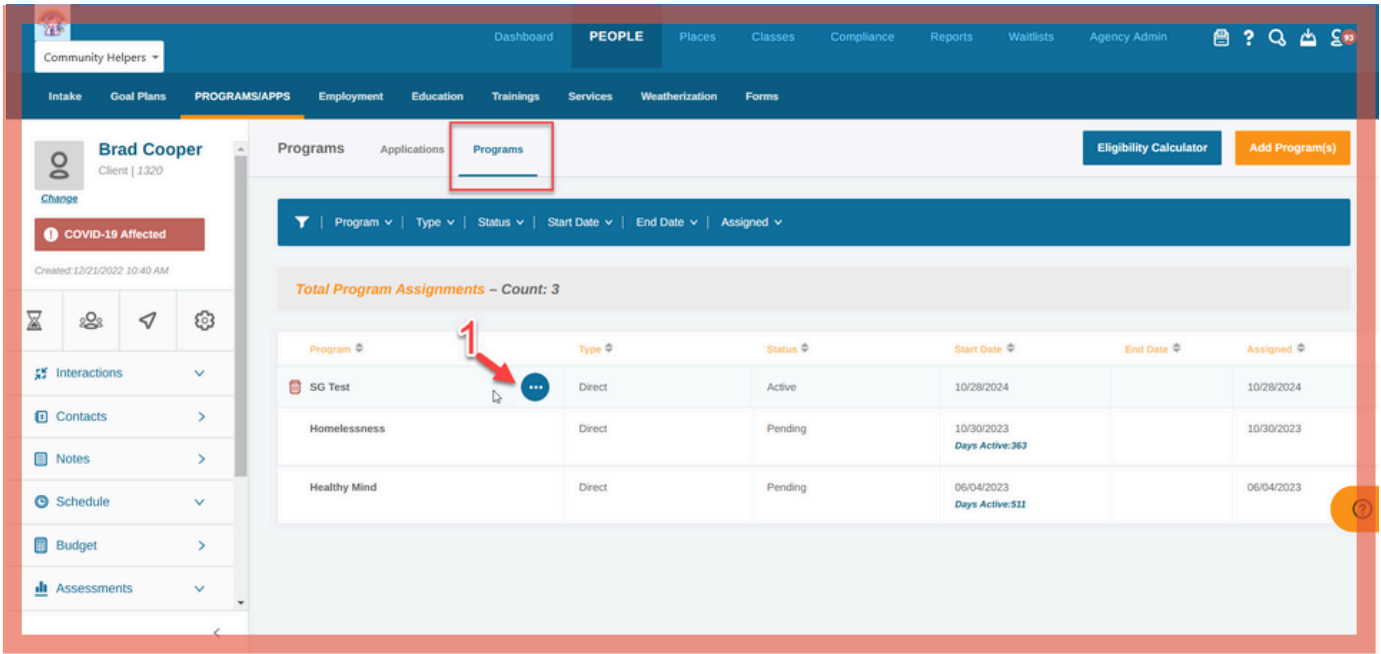 Community Helpers
Dashboard PEOPLE Places Classes Compliance Reports Waitlists Agency Admin ? 93
Intake Goal Plans PROGRAMS/APPS Employment Education Trainings Services Weatherization Forms
Brad Cooper
Client | 1320
Change
COVID-19 Affected
Created:12/21/2022 10:40 AM
Interactions
Contacts
Notes
Schedule
Budget
Assessments
Programs Applications Programs Eligibility Calculator Add Program(s)
| Program | Type | Status | Start Date | End Date | Assigned
Total Program Assignments – Count: 3
1
Program Type Status Start Date End Date Assigned
SG Test Direct Active 10/28/2024 10/28/2024
Homelessness Direct Pending 10/30/2023 10/30/2023
Days Active:363
Healthy Mind Direct Pending 06/04/2023 06/04/2023
Days Active:511
?